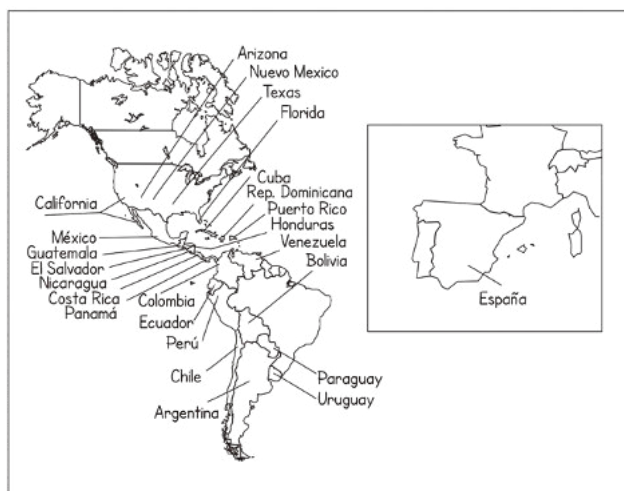 Arizona
Nuevo Mexico
Texas
Florida
Cuba
Rep. Dominicana
Puerto Rico
Honduras
Venezuela
Bolivia
California
México
Guatemala
El Salvador
Nicaragua
Costa Rica
Panamá
Colombia
Ecuador
Perú
Chile
Argentina
Paraguay
Uruguay
España